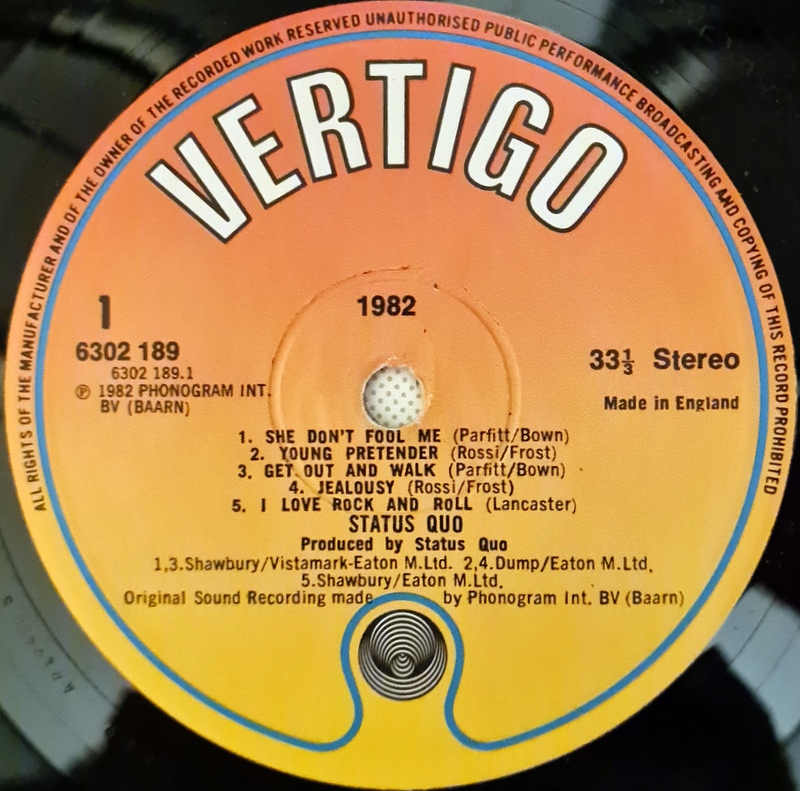 ALL RIGHTS OF THE MANUFACTURER AND OF THE OWNER OF THE RECORDED WORK RESERVED UNAUTHORISED PUBLIC PERFORMANCE BROADCASTING AND COPYING OF THIS RECORD PROHIBITED
VERTIGO
1982
1
6302 189
6302 189.1
℗ 1982 PHONOGRAM INT.
BV (BAARN)
33⅓ Stereo
Made in England
1. SHE DON'T FOOL ME (Parfitt/Bown)
2. YOUNG PRETENDER (Rossi/Frost)
3. GET OUT AND WALK (Parfitt/Bown)
4. JEALOUSY (Rossi/Frost)
5. I LOVE ROCK AND ROLL (Lancaster)
STATUS QUO
Produced by Status Quo
1,3.Shawbury/Vistamark-Eaton M.Ltd. 2,4.Dump/Eaton M.Ltd.
5.Shawbury/Eaton M.Ltd.
Original Sound Recording made by Phonogram Int. BV (Baarn)